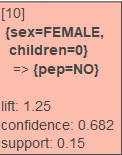 [10]
{sex=FEMALE,
children=0}
=> {pep=NO}
lift: 1.25
confidence: 0.682
support: 0.15